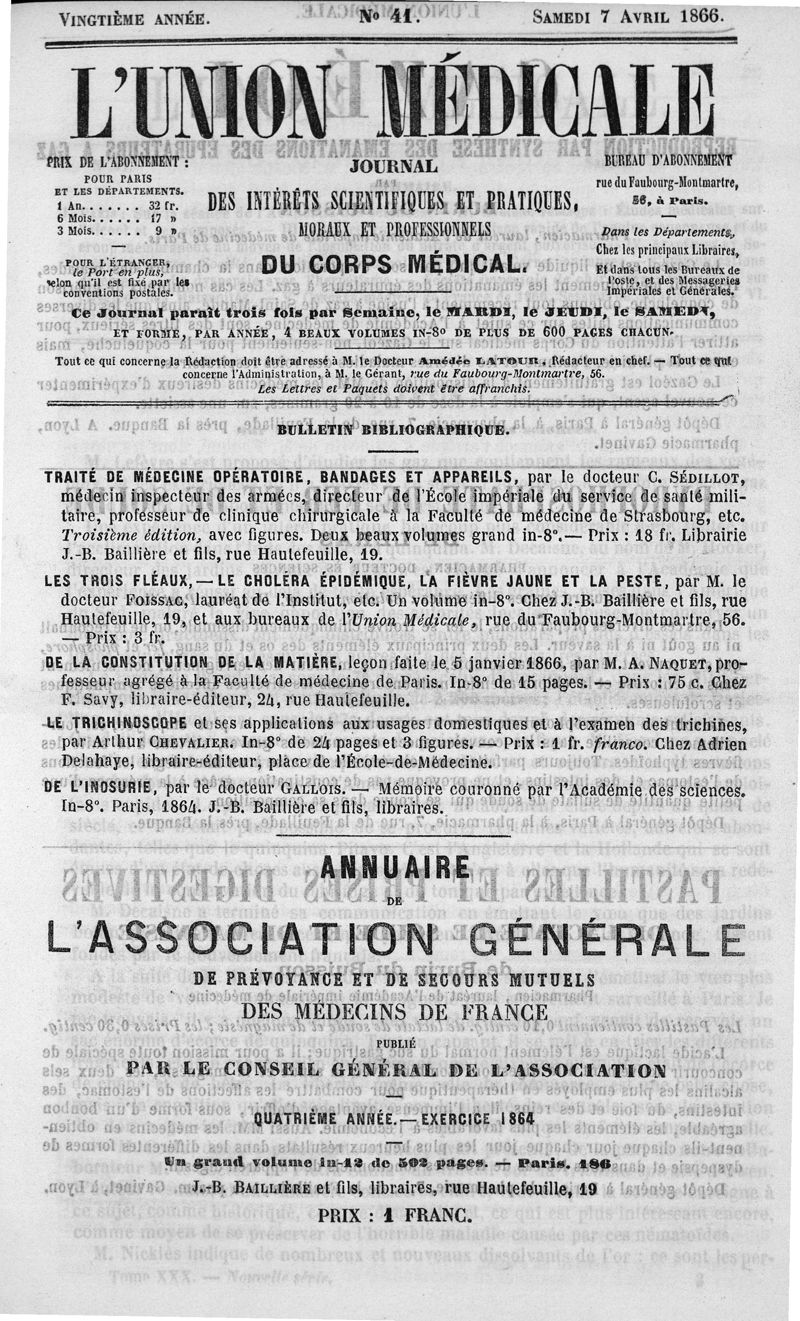 VINGTIÈME ANNÉE. No 41. SAMEDI 7 AVRIL 1866.
L'UNION MÉDICALE
PRIX DE L'ABONNEMENT :
POUR PARIS
ET LES DÉPARTEMENTS.
1 An....... 32 fr.
6 Mois...... 17 »
3 Mois...... 9 »
POUR L'ÉTRANGER,
le Port en plus,
selon qu'il est fixé par les
conventions postales.
JOURNAL
DES INTÉRÊTS SCIENTIFIQUES ET PRATIQUES,
MORAUX ET PROFESSIONNELS
DU CORPS MÉDICAL.
BUREAU D'ABONNEMENT
rue du Faubourg-Montmartre,
56, à Paris.
Dans les Départements,
Chez les principaux Libraires,
Et dans tous les Bureaux de
Poste, et des Messageries
Impériales et Générales.
Ce Journal paraît trois fois par Semaine, le MARDI, le JEUDI, le SAMEDI,
ET FORME, PAR ANNÉE, 4 BEAUX VOLUMES IN-8o DE PLUS DE 600 PAGES CHACUN.
Tout ce qui concerne la Rédaction doit être adressé à M. le Docteur Amédée LATOUR, Rédacteur en chef. — Tout ce qui
concerne l'Administration, à M. le Gérant, rue du Faubourg-Montmartre, 56.
Les Lettres et Paquets doivent être affranchis.
BULLETIN BIBLIOGRAPHIQUE.
TRAITÉ DE MÉDECINE OPÉRATOIRE, BANDAGES ET APPAREILS, par le docteur C. SÉDILLOT,
médecin inspecteur des armées, directeur de l'École impériale du service de santé mili-
taire, professeur de clinique chirurgicale à la Faculté de médecine de Strasbourg, etc.
Troisième édition, avec figures. Deux beaux volumes grand in-8°. — Prix : 18 fr. Librairie
J.-B. Baillière et fils, rue Hautefeuille, 19.
LES TROIS FLÉAUX, — LE CHOLÉRA ÉPIDÉMIQUE, LA FIÈVRE JAUNE ET LA PESTE, par M. le
docteur FOISSAC, lauréat de l'Institut, etc. Un volume in-8°. Chez J.-B. Baillière et fils, rue
Hautefeuille, 19, et aux bureaux de l'Union Médicale, rue du Faubourg-Montmartre, 56.
— Prix : 3 fr.
DE LA CONSTITUTION DE LA MATIÈRE, leçon faite le 5 janvier 1866, par M. A. NAQUET, pro-
fesseur agrégé à la Faculté de médecine de Paris. In-8° de 15 pages. — Prix : 75 c. Chez
F. Savy, libraire-éditeur, 24, rue Hautefeuille.
LE TRICHINOSCOPE et ses applications aux usages domestiques et à l'examen des trichines,
par Arthur CHEVALIER. In-8° de 24 pages et 3 figures. — Prix : 1 fr. franco. Chez Adrien
Delahaye, libraire-éditeur, place de l'École-de-Médecine.
DE L'INOSURIE, par le docteur GALLOIS. — Mémoire couronné par l'Académie des sciences.
In-8°. Paris, 1864. J.-B. Baillière et fils, libraires.
ANNUAIRE
DE
L'ASSOCIATION GÉNÉRALE
DE PRÉVOYANCE ET DE SECOURS MUTUELS
DES MÉDECINS DE FRANCE
PUBLIÉ
PAR LE CONSEIL GÉNÉRAL DE L'ASSOCIATION
QUATRIÈME ANNÉE. — EXERCICE 1864
Un grand volume in-12 de 502 pages. — Paris. 186
J.-B. BAILLIÈRE et fils, libraires, rue Hautefeuille, 19
PRIX : 1 FRANC.